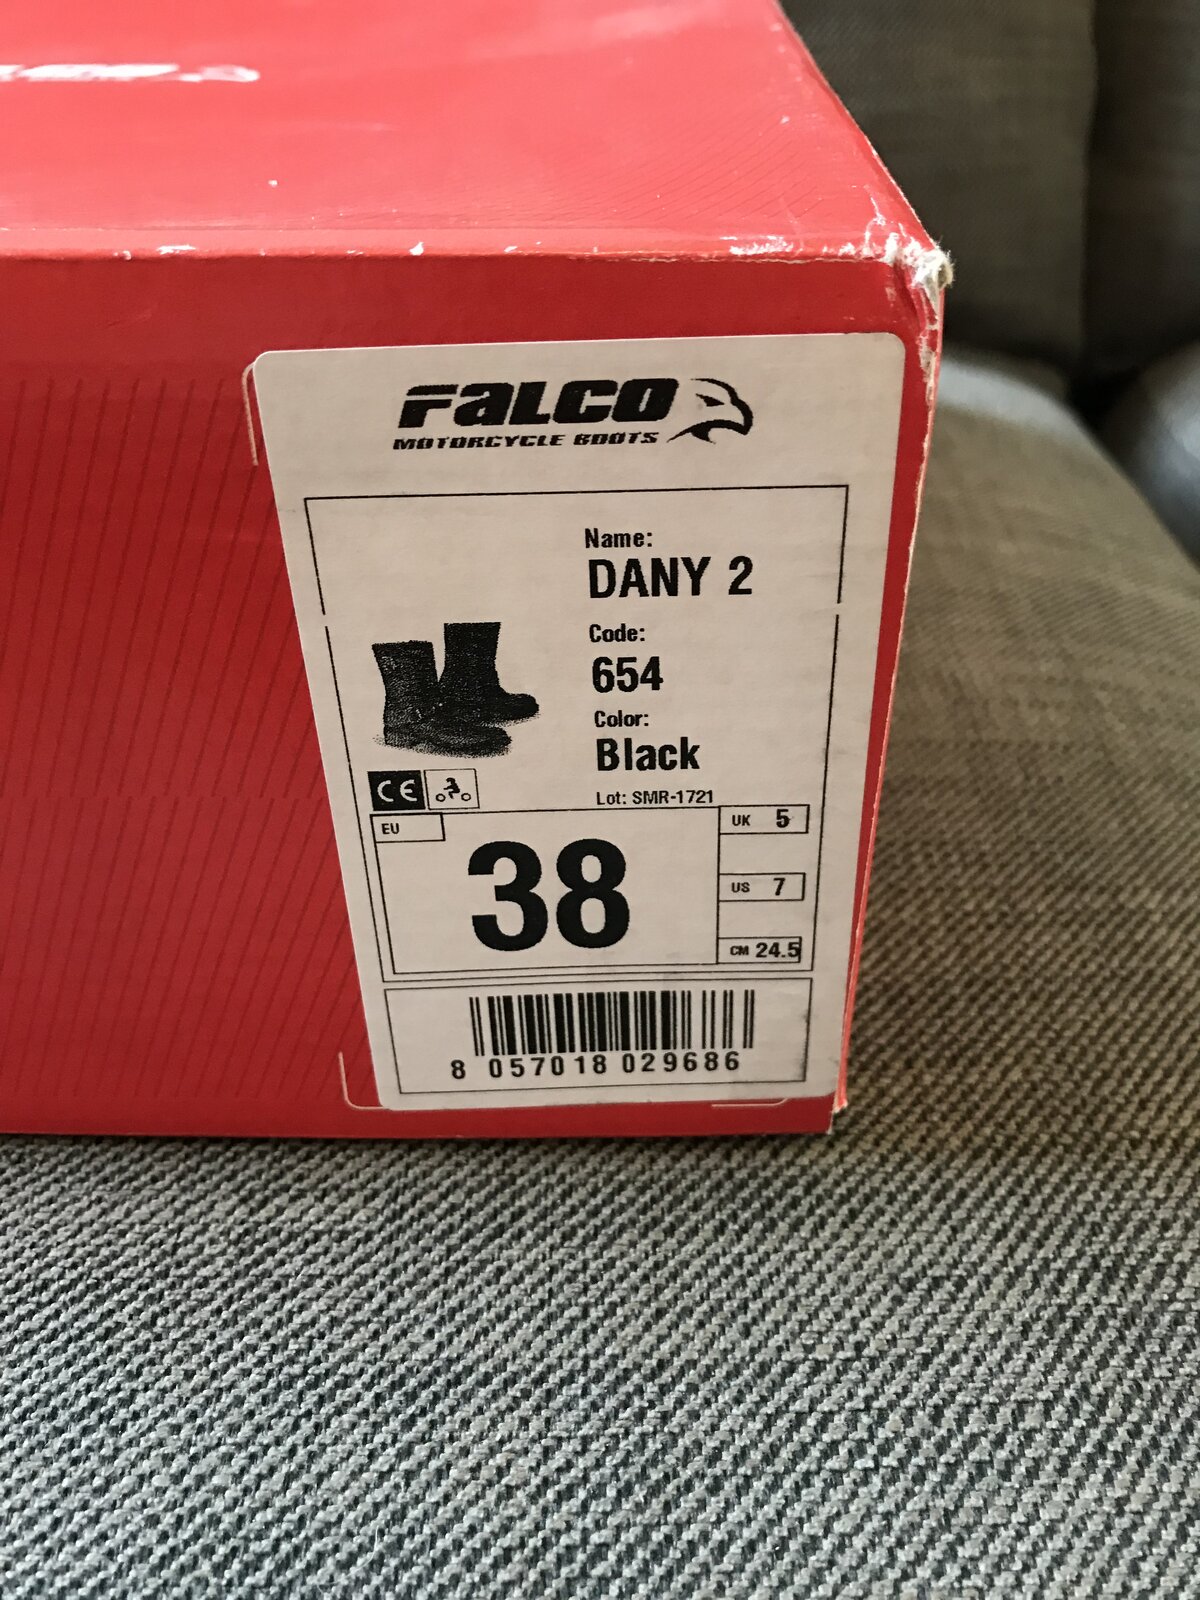 FALCO
MOTORCYCLE BOOTS
Name:
DANY 2
Code:
654
Color:
Black
Lot: SMR-1721
CE
EU
38
UK 5
US 7
CM 24.5
8 057018 029686